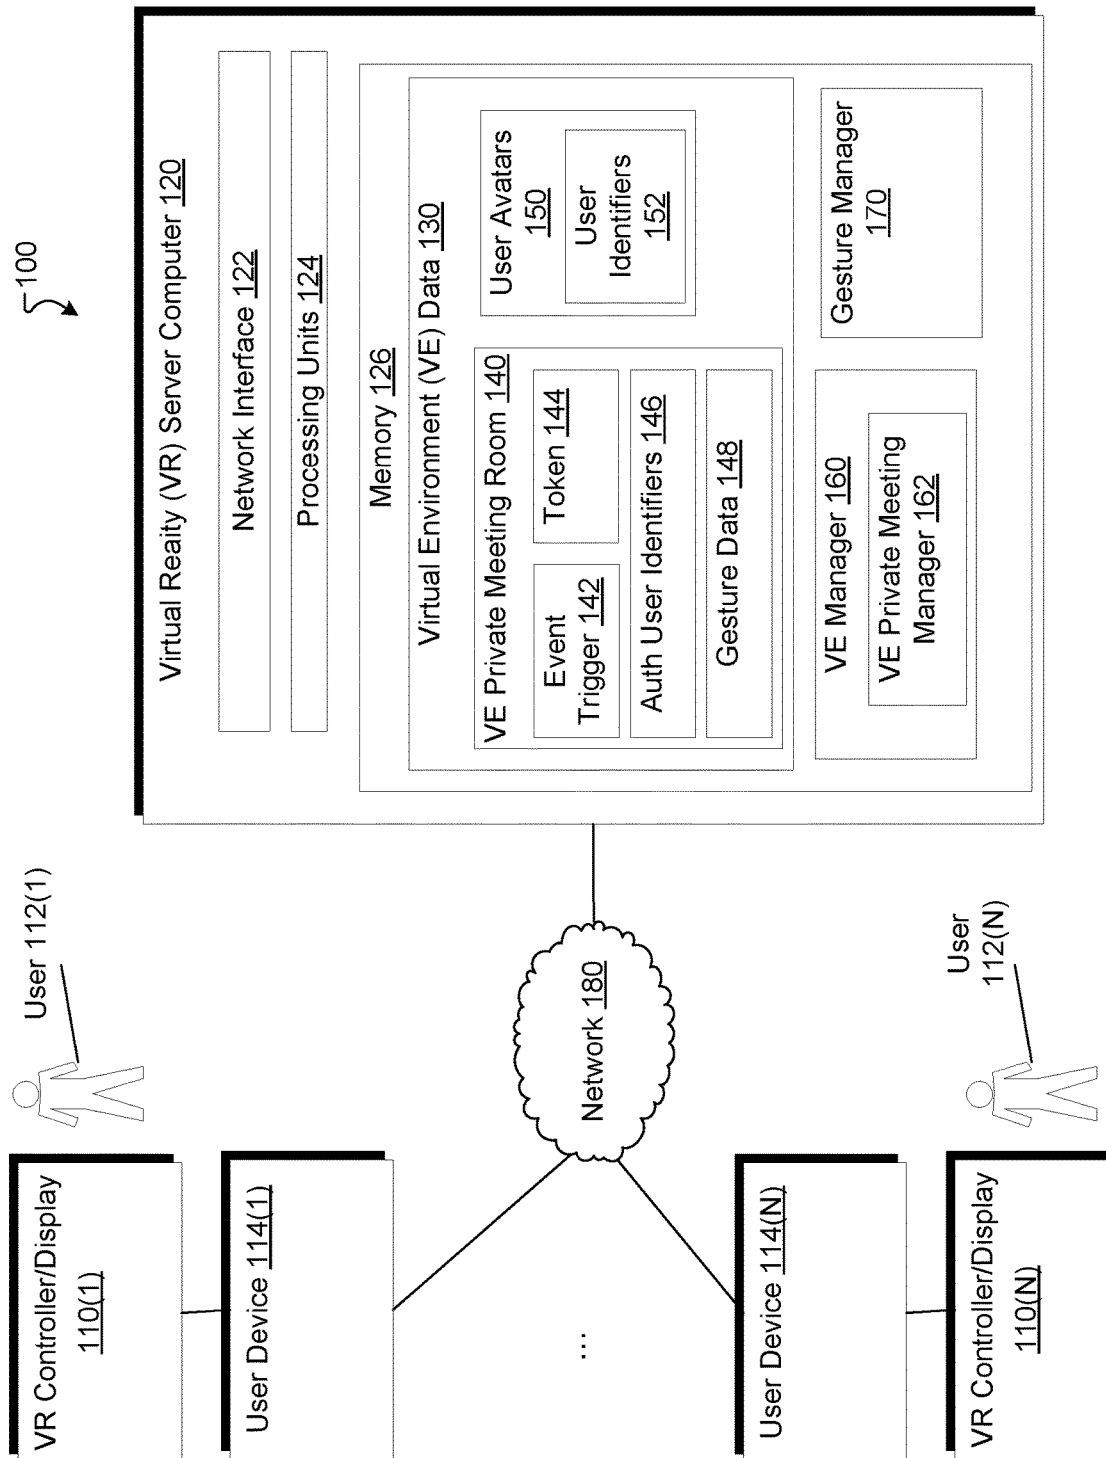 100
VR Controller/Display
110(1)
User 112(1)
User Device 114(1)
...
User Device 114(N)
VR Controller/Display
110(N)
User
112(N)
Network 180
Virtual Reaity (VR) Server Computer 120
Network Interface 122
Processing Units 124
Memory 126
Virtual Environment (VE) Data 130
VE Private Meeting Room 140
Event
Trigger 142
Token 144
Auth User Identifiers 146
Gesture Data 148
User Avatars
150
User
Identifiers
152
VE Manager 160
VE Private Meeting
Manager 162
Gesture Manager
170